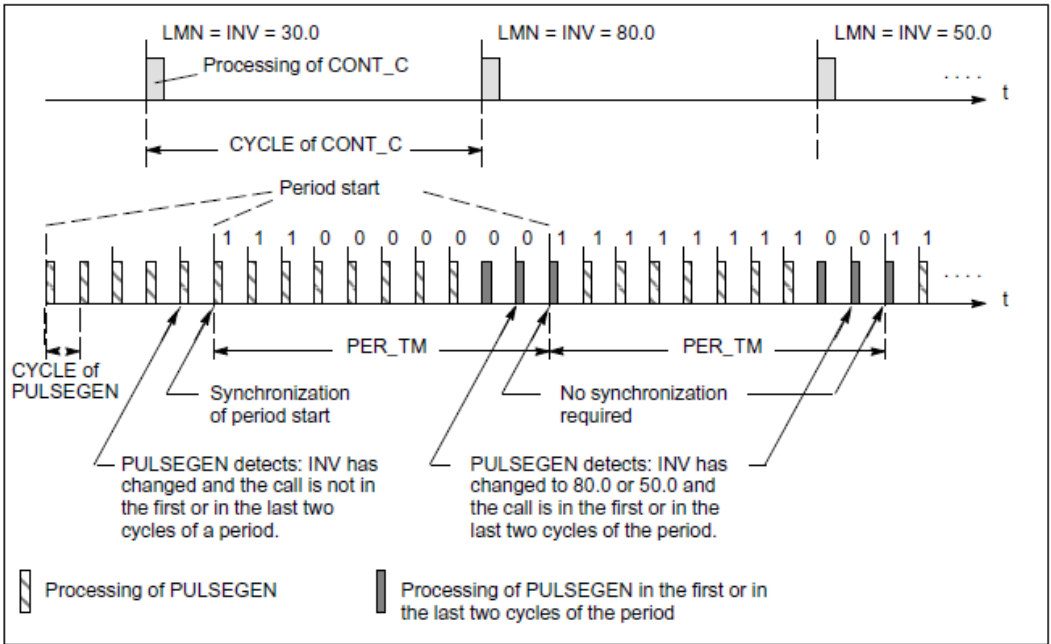 LMN = INV = 30.0
LMN = INV = 80.0
LMN = INV = 50.0
Processing of CONT_C
. . . .
t
CYCLE of CONT_C
Period start
1 1 1 0 0 0 0 0 0 0 1 1 1 1 1 1 1 1 0 0 1 1
. . . .
t
PER_TM
PER_TM
CYCLE of
PULSEGEN
Synchronization
of period start
No synchronization
required
PULSEGEN detects: INV has
changed and the call is not in
the first or in the last two
cycles of a period.
PULSEGEN detects: INV has
changed to 80.0 or 50.0 and
the call is in the first or in the
last two cycles of the period.
Processing of PULSEGEN
Processing of PULSEGEN in the first or in
the last two cycles of the period